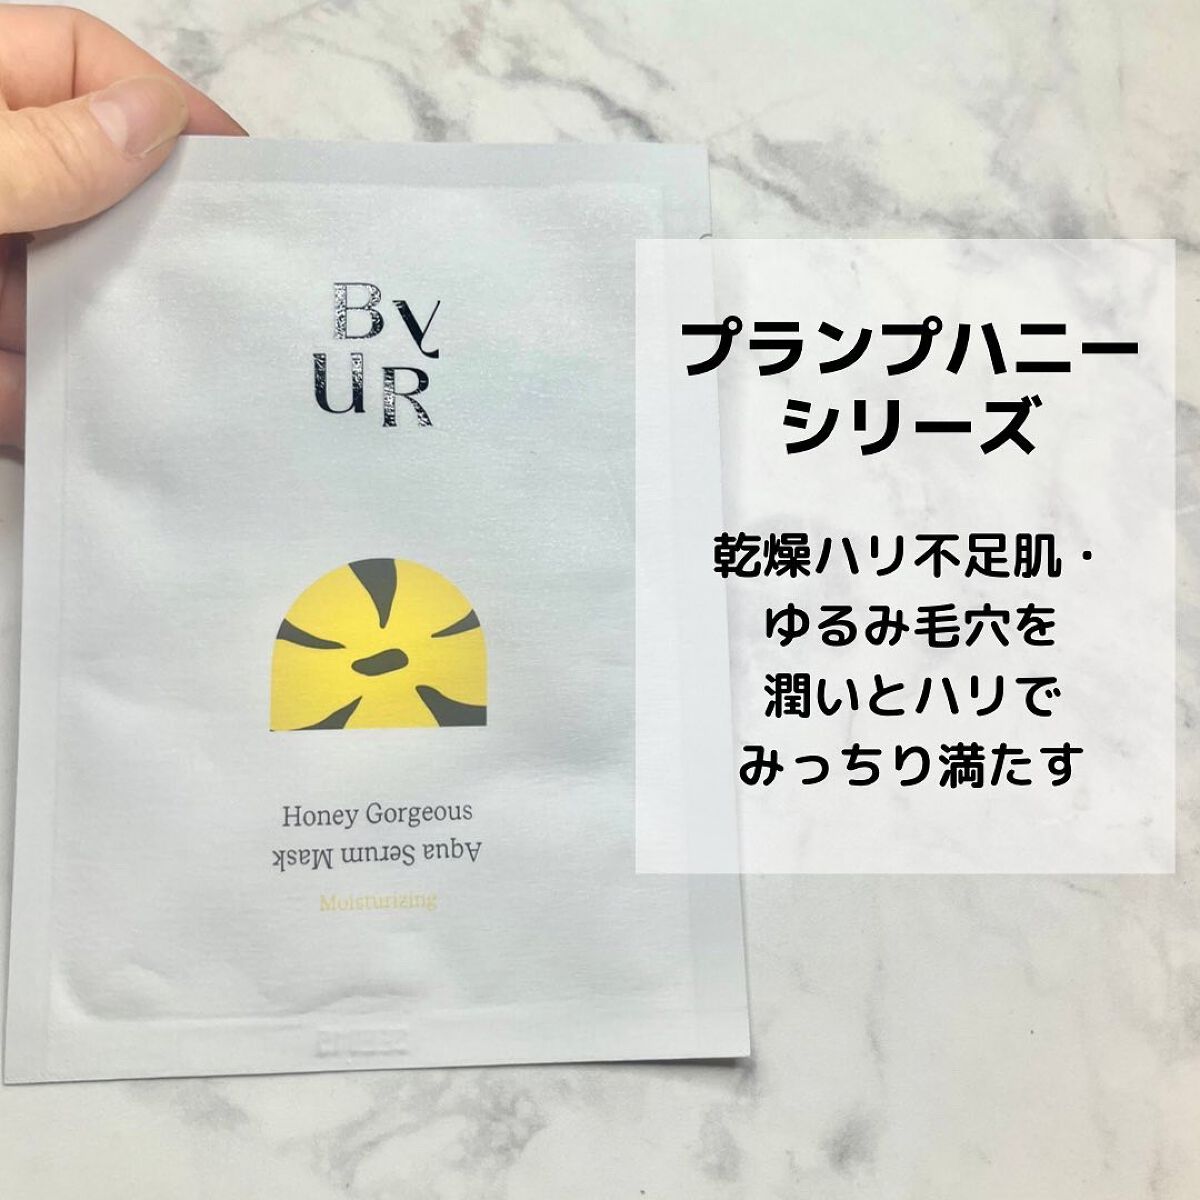 By
UR
Honey Gorgeous
Aqua Serum Mask
Moisturizing
プランプハニー
シリーズ
乾燥ハリ不足肌・
ゆるみ毛穴を
潤いとハリで
みっちり満たす